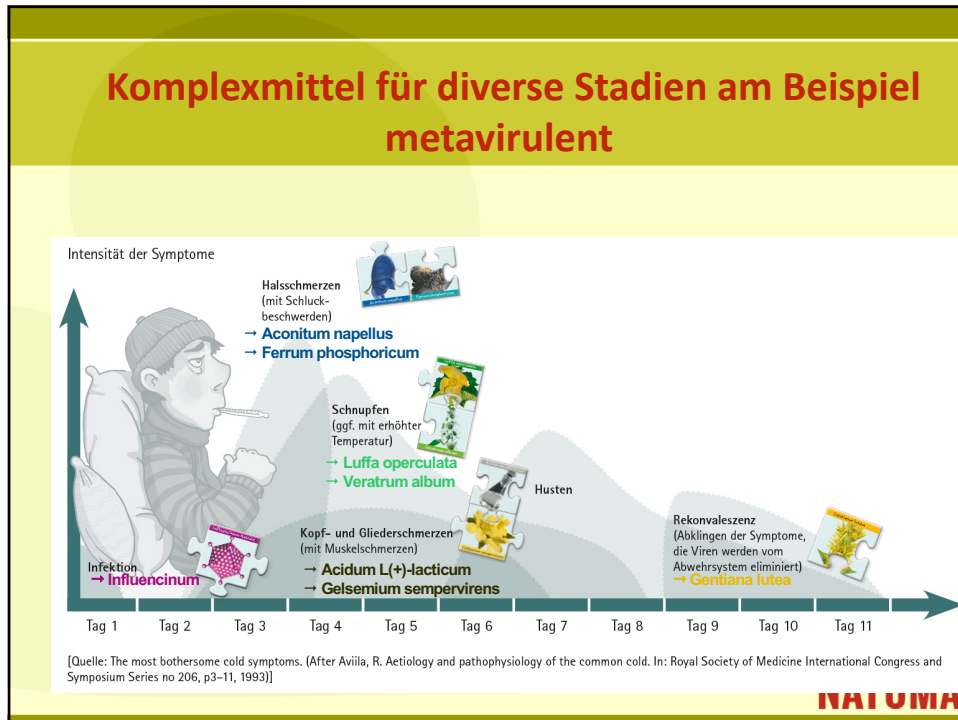 Komplexmittel für diverse Stadien am Beispiel
metavirulent
Intensität der Symptome
Halsschmerzen
(mit Schluck-
beschwerden)
→ Aconitum napellus
→ Ferrum phosphoricum
Schnupfen
(ggf. mit erhöhter
Temperatur)
→ Luffa operculata
→ Veratrum album
Husten
Kopf- und Gliederschmerzen
(mit Muskelschmerzen)
→ Acidum L(+)-lacticum
→ Gelsemium sempervirens
Rekonvaleszenz
(Abklingen der Symptome,
die Viren werden vom
Abwehrsystem eliminiert)
→ Gentiana lutea
Infektion
→ Influencinum
Tag 1 Tag 2 Tag 3 Tag 4 Tag 5 Tag 6 Tag 7 Tag 8 Tag 9 Tag 10 Tag 11
[Quelle: The most bothersome cold symptoms. (After Aviila, R. Aetiology and pathophysiology of the common cold. In: Royal Society of Medicine International Congress and
Symposium Series no 206, p3–11, 1993)]